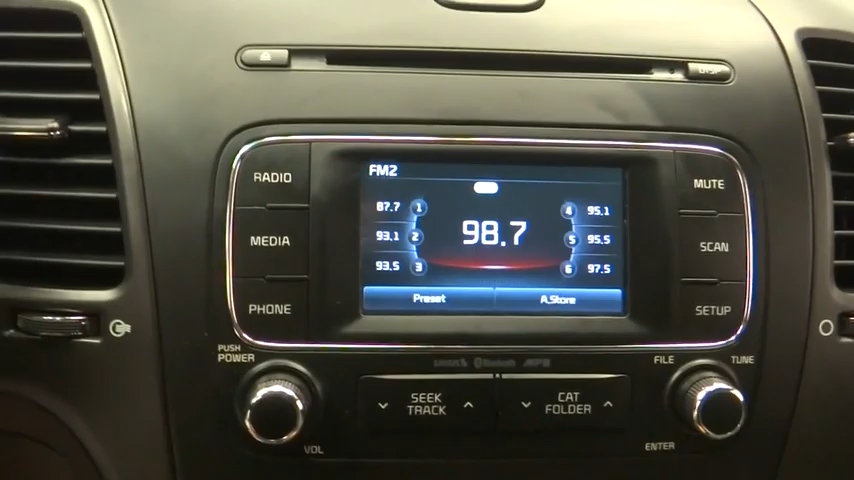 DISP
RADIO
MEDIA
PHONE
FM2
87.7 1
93.1 2
93.5 3
98.7
4 95.1
5 95.5
6 97.5
Preset
A.Store
MUTE
SCAN
SETUP
PUSH
POWER
VOL
Bluetooth
SEEK
TRACK
CAT
FOLDER
FILE
TUNE
ENTER